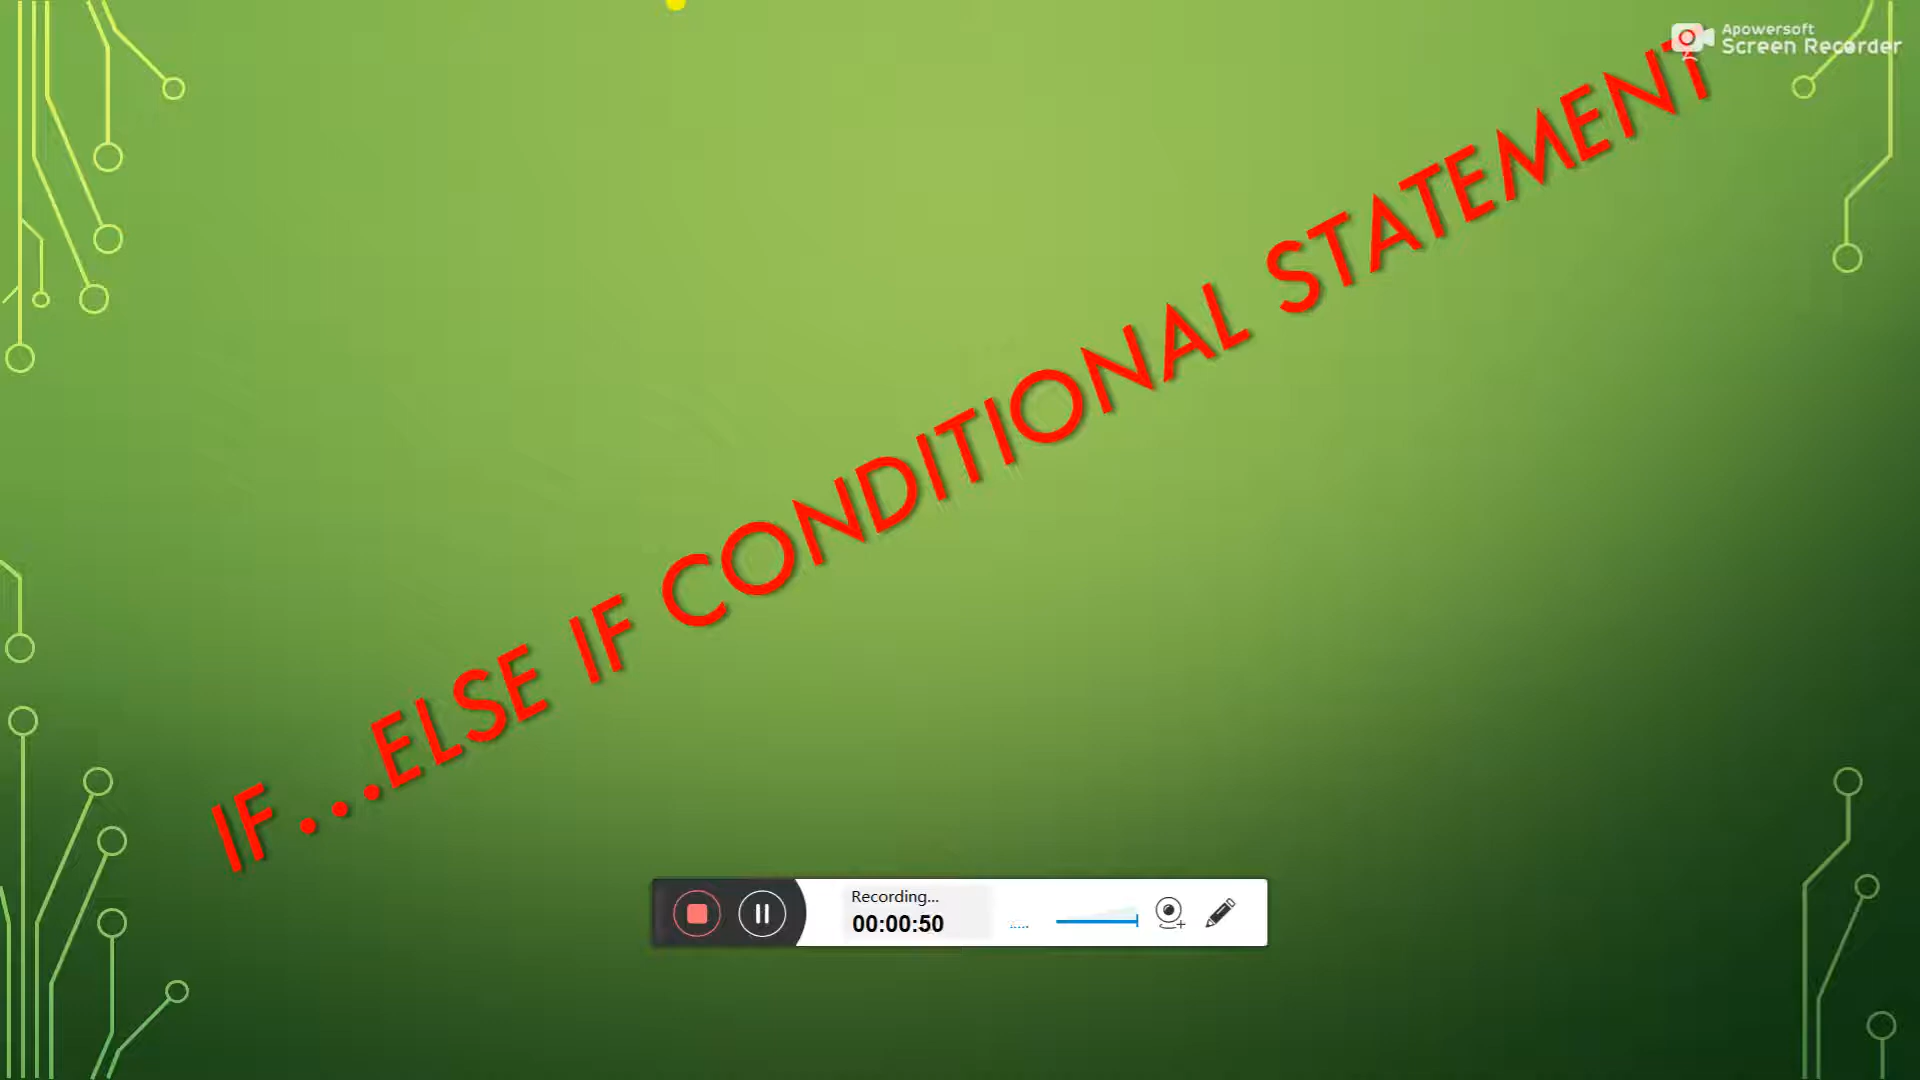 Apowersoft
Screen Recorder
IF...ELSE IF CONDITIONAL STATEMENT
Recording...
00:00:50